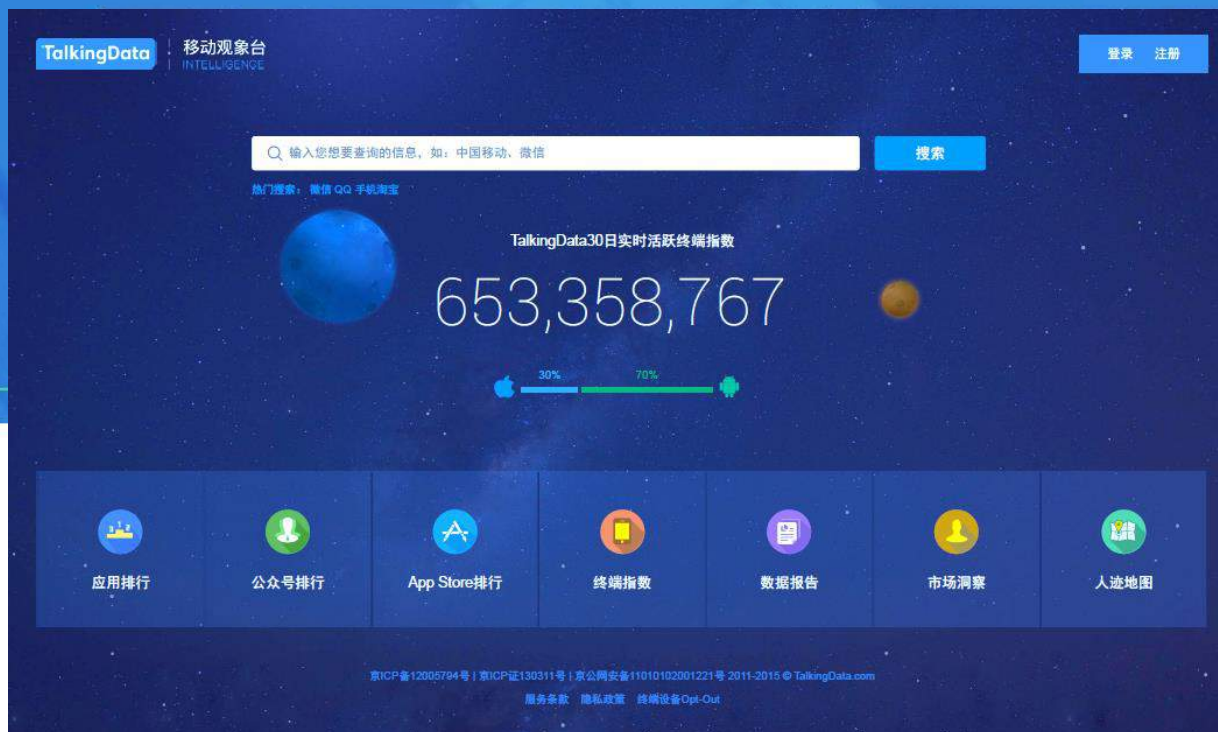 TalkingData 移动观象台
INTELLIGENCE
登录 注册
输入您想要查询的信息，如：中国移动、微信
搜索
热门搜索： 微信 QQ 手机淘宝
TalkingData30日实时活跃终端指数
653,358,767
30% 70%
应用排行 公众号排行 App Store排行 终端指数 数据报告 市场洞察 人迹地图
京ICP备12005794号 | 京ICP证130311号 | 京公网安备11010102001221号 2011-2015 © TalkingData.com
服务条款 隐私政策 终端设备Opt-Out